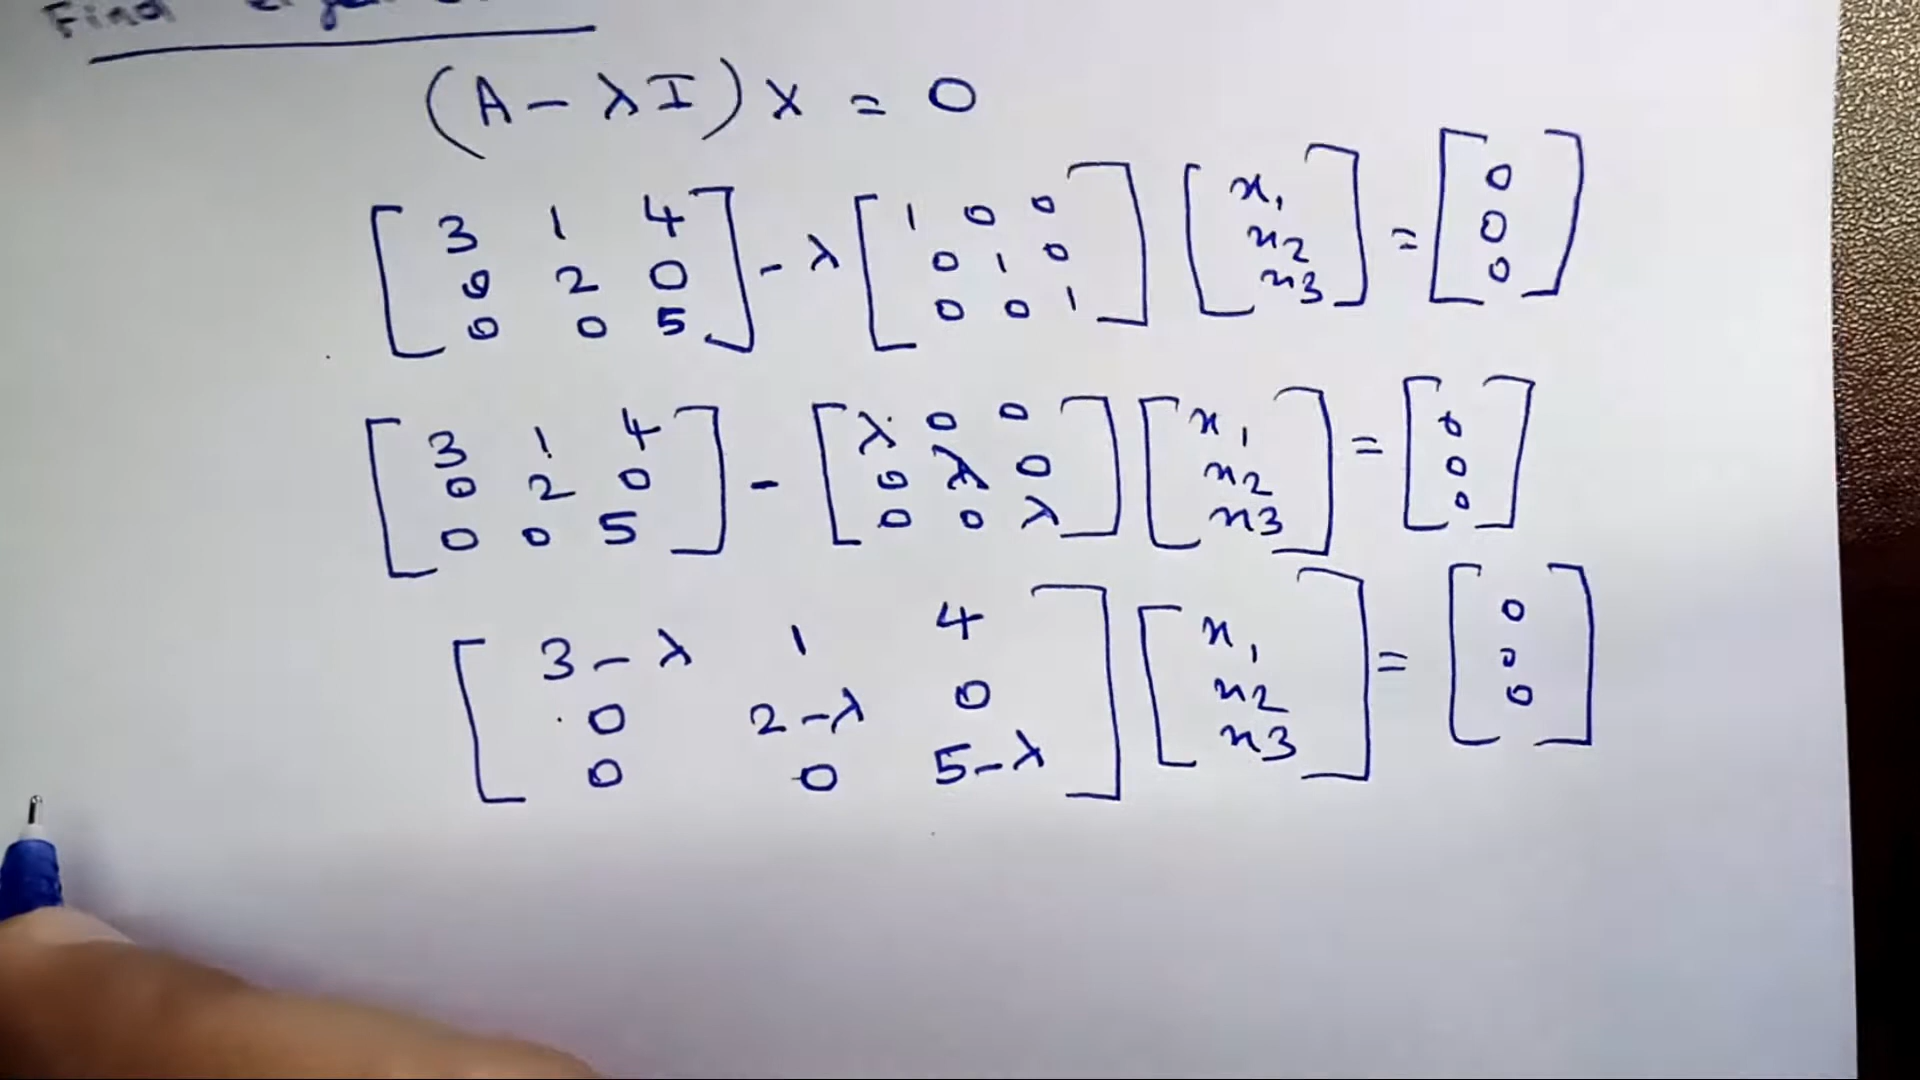 Find
(A - λI) X = 0
[ 3 1 4 ; 0 2 0 ; 0 0 5 ] - λ [ 1 0 0 ; 0 1 0 ; 0 0 1 ] [ x1 ; x2 ; x3 ] = [ 0 ; 0 ; 0 ]
[ 3 1 4 ; 0 2 0 ; 0 0 5 ] - [ λ 0 0 ; 0 λ 0 ; 0 0 λ ] [ x1 ; x2 ; x3 ] = [ 0 ; 0 ; 0 ]
[ 3-λ 1 4 ; 0 2-λ 0 ; 0 0 5-λ ] [ x1 ; x2 ; x3 ] = [ 0 ; 0 ; 0 ]